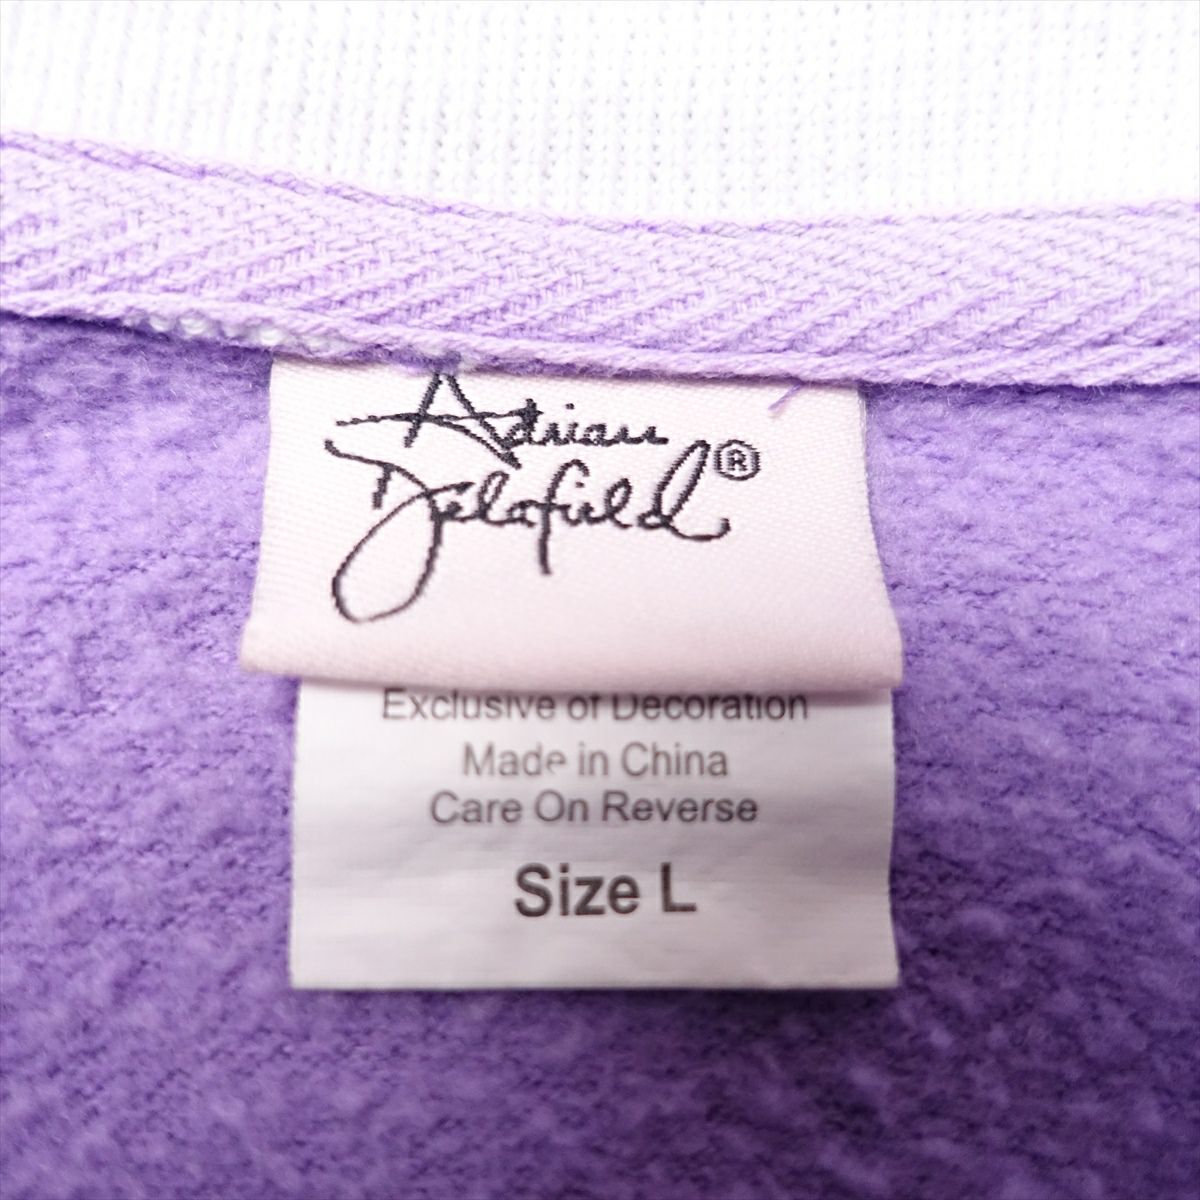 Adrian
Delafield®
Exclusive of Decoration
Made in China
Care On Reverse
Size L